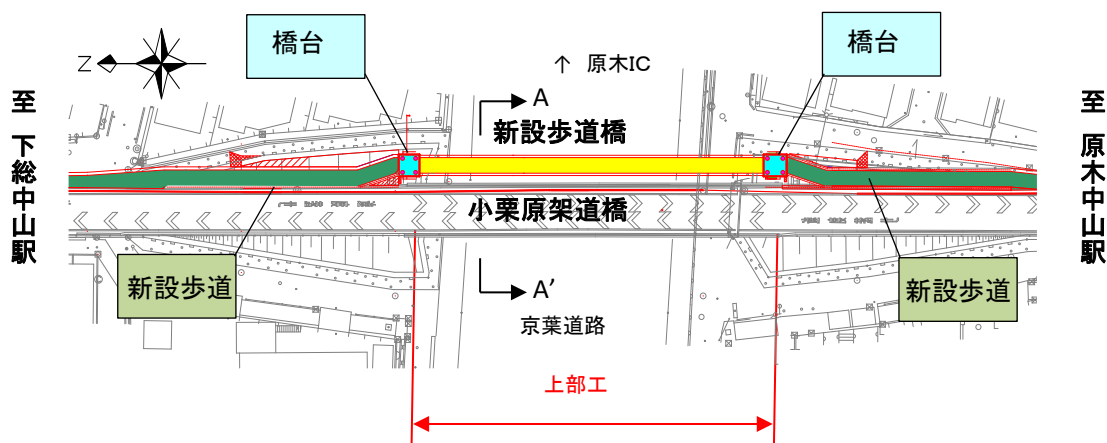 橋台
橋台
Z
↑ 原木IC
至 下総中山駅
至 原木中山駅
A
新設歩道橋
小栗原架道橋
新設歩道
新設歩道
A’
京葉道路
上部工